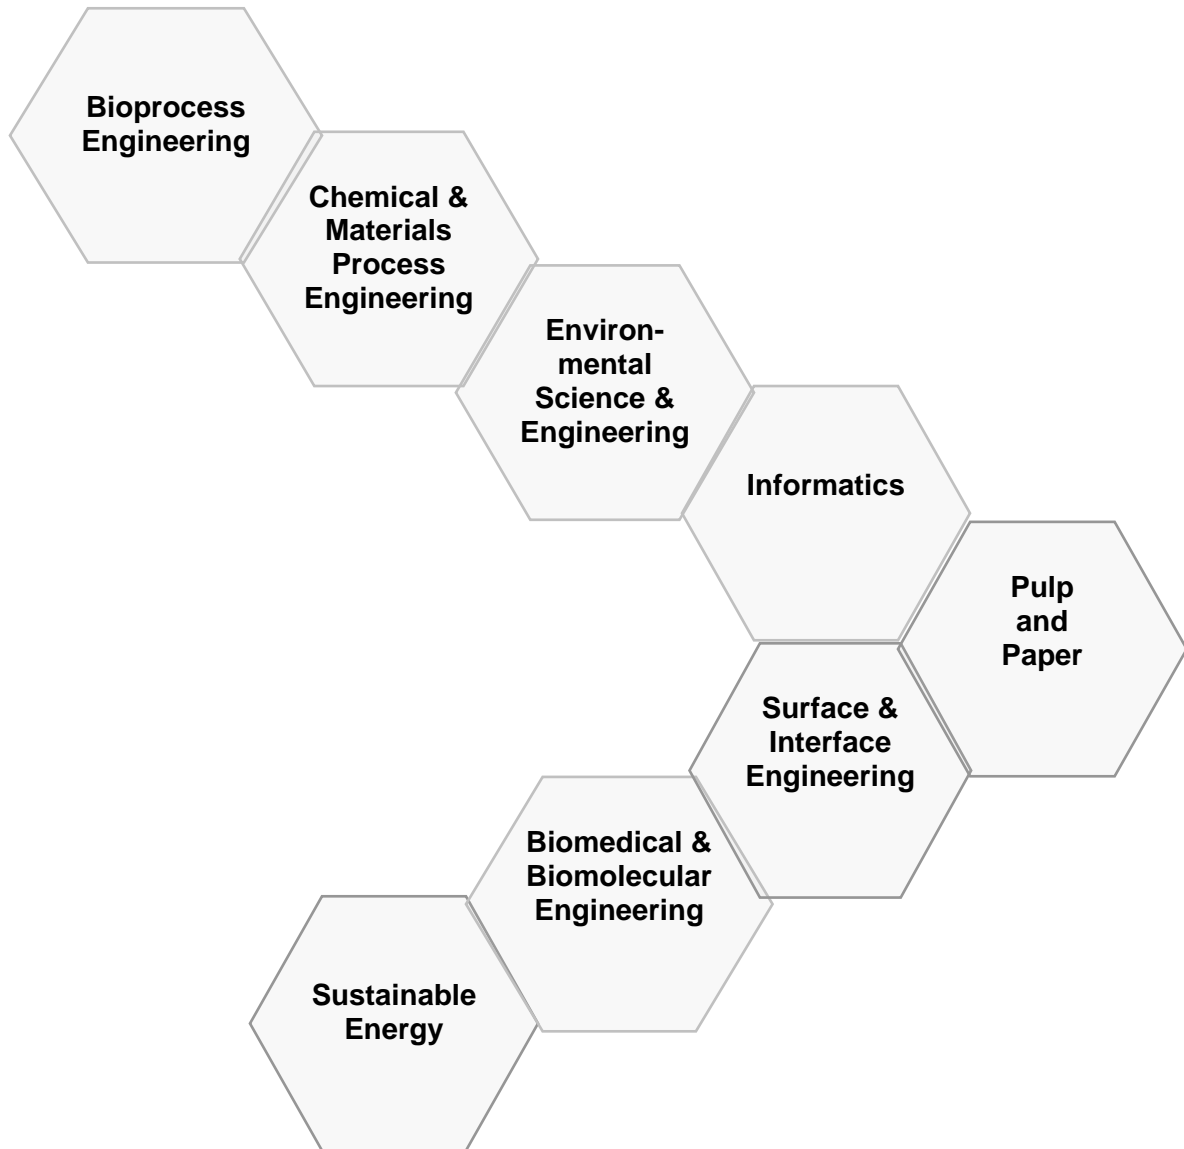 Bioprocess
Engineering
Chemical &
Materials
Process
Engineering
Environ-
mental
Science &
Engineering
Informatics
Pulp
and
Paper
Surface &
Interface
Engineering
Biomedical &
Biomolecular
Engineering
Sustainable
Energy